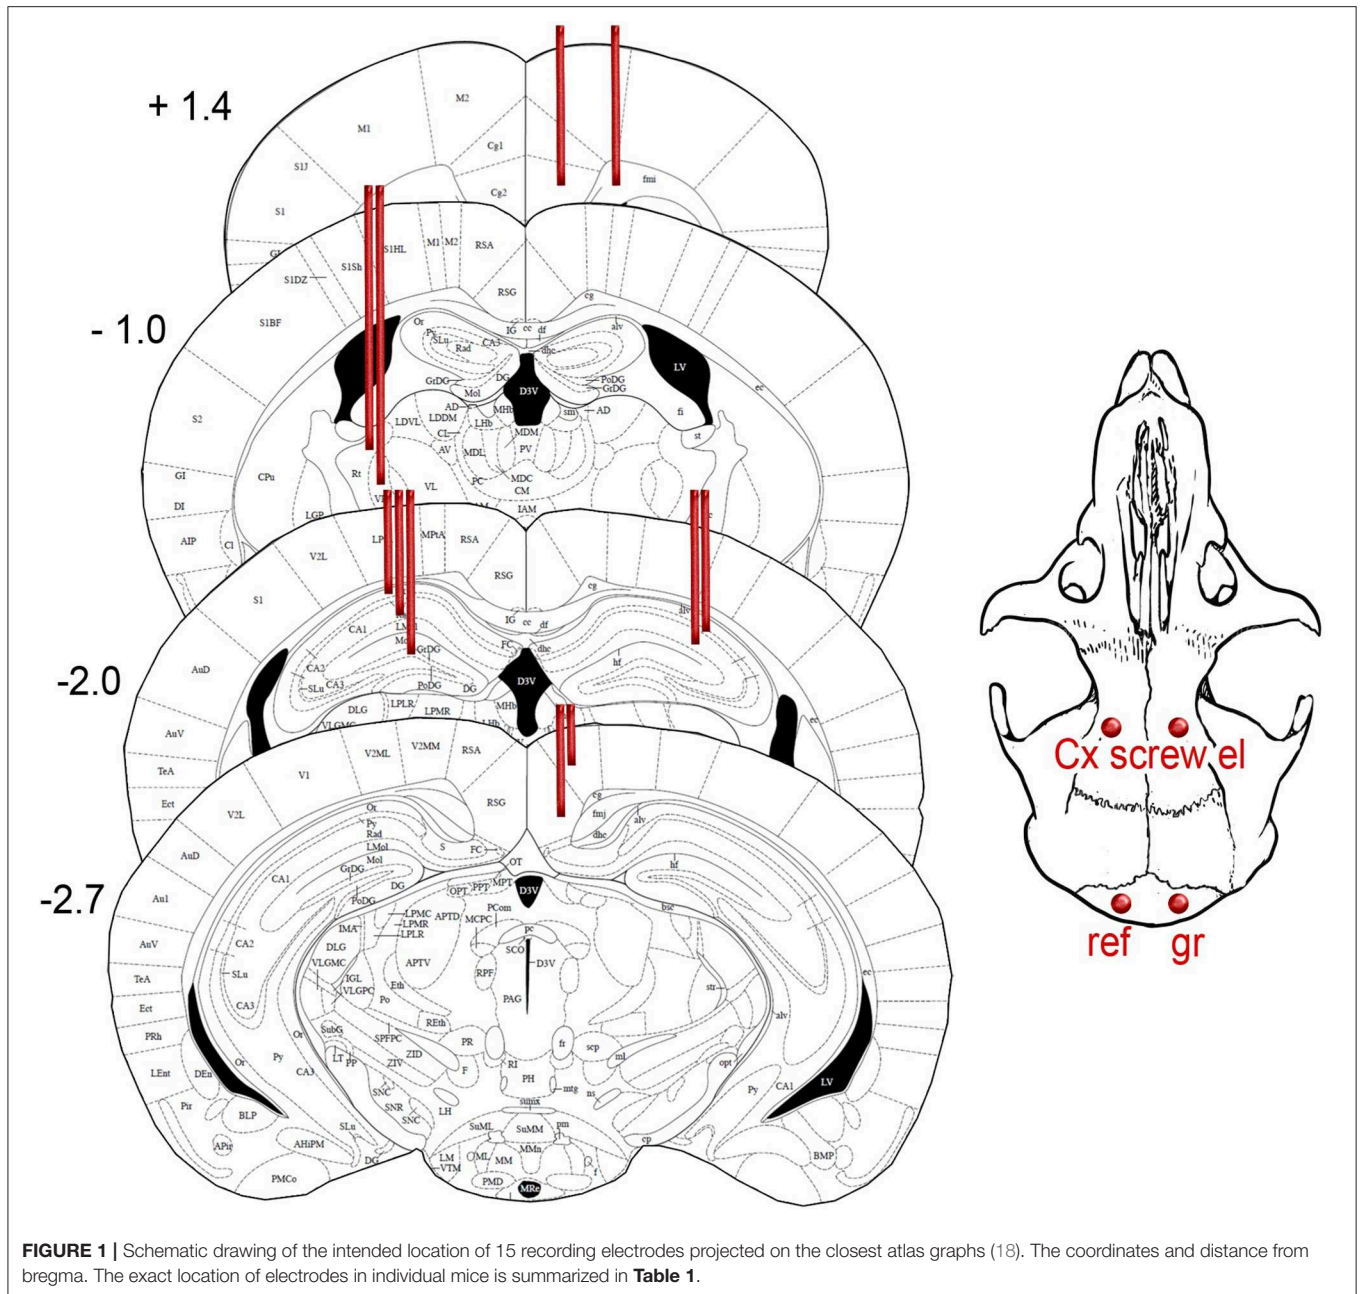 + 1.4
M2
M1
Cg1
S1J
fmi
Cg2
S1
GI
- 1.0
S1HL M1 M2 RSA
S1Sh
S1DZ
RSG
cg
S1BF
Or IG cc df alv
Py SLu Rad CA3 dhc
LV
GrDG DG PoDG
Mol D3V GrDG
ec
AD MHb sm AD fi
S2 LDVL LDDM LHb
CL MDM st
AV MDL PV
GI CPu Rt PC MDC
VL CM
DI LGP IAM
AIP Cl
-2.0
V2L MPtA RSA
RSG
S1 cg
IG cc df
CA1
FC dhc
AuD GrDG hf
CA2
SLu CA3 PoDG DG D3V
LPLR MHb
DLG LPMR
AuV VLGMC LHb ec
TeA
Ect
-2.7
V2ML V2MM RSA
V1
RSG
V2L Or cg
Py fmj
Rad dhc alv
AuD LMol S FC
Mol OT hf
CA1 GrDG
DG OPT PPT MPT
Au1 PoDG D3V
LPMC APTD PCom bsc
IMA LPMR MCPC
LPLR pc
AuV CA2 DLG SCO
VLGMC APTV D3V
TeA SLu RPF ec
IGL Eth
VLGPC Po PAG str
Ect CA3
REth alv
PRh SubG SPFPC
Or PR fr scp
LT PP ZID ml
LEnt DEn Or Py ZIV RI opt
CA3 F PH
SNC mtg ns Py CA1 LV
Pir SNR LH sumx
BLP SNC
SLu SuML SuMM pm
APir AHiPM cp
LM ML MM MMn BMP
DG VTM f
PMCo PMD MRe
Cx screw el
ref gr
FIGURE 1 | Schematic drawing of the intended location of 15 recording electrodes projected on the closest atlas graphs (18). The coordinates and distance from
bregma. The exact location of electrodes in individual mice is summarized in Table 1.